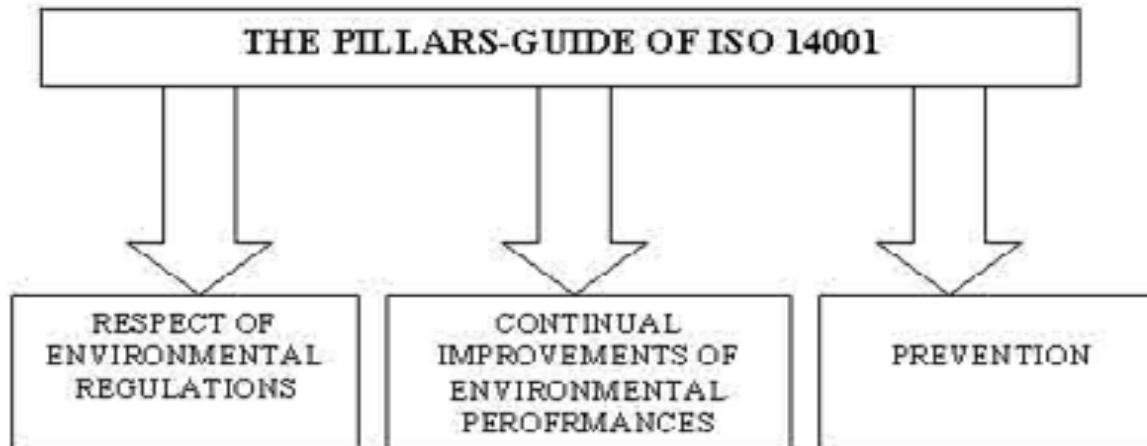 THE PILLARS-GUIDE OF ISO 14001
RESPECT OF
ENVIRONMENTAL
REGULATIONS
CONTINUAL
IMPROVEMENTS OF
ENVIRONMENTAL
PEROFRMANCES
PREVENTION